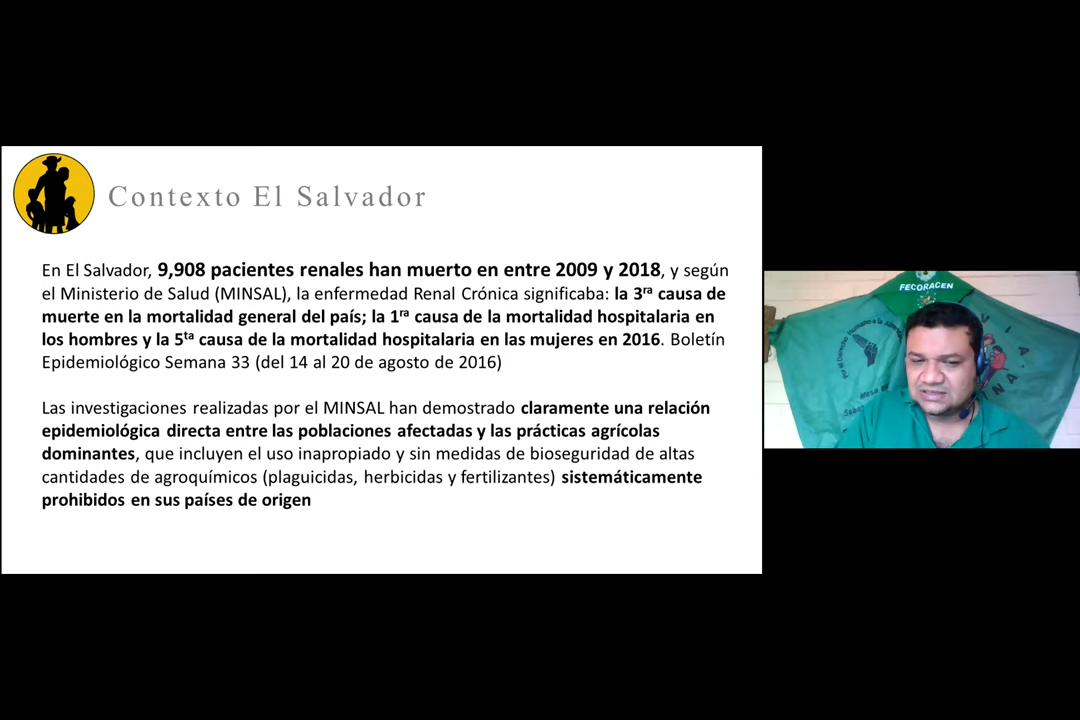 Contexto El Salvador
En El Salvador, 9,908 pacientes renales han muerto en entre 2009 y 2018, y según
el Ministerio de Salud (MINSAL), la enfermedad Renal Crónica significaba: la 3ra causa de
muerte en la mortalidad general del país; la 1ra causa de la mortalidad hospitalaria en
los hombres y la 5ta causa de la mortalidad hospitalaria en las mujeres en 2016. Boletín
Epidemiológico Semana 33 (del 14 al 20 de agosto de 2016)
Las investigaciones realizadas por el MINSAL han demostrado claramente una relación
epidemiológica directa entre las poblaciones afectadas y las prácticas agrícolas
dominantes, que incluyen el uso inapropiado y sin medidas de bioseguridad de altas
cantidades de agroquímicos (plaguicidas, herbicidas y fertilizantes) sistemáticamente
prohibidos en sus países de origen
FECORACEN